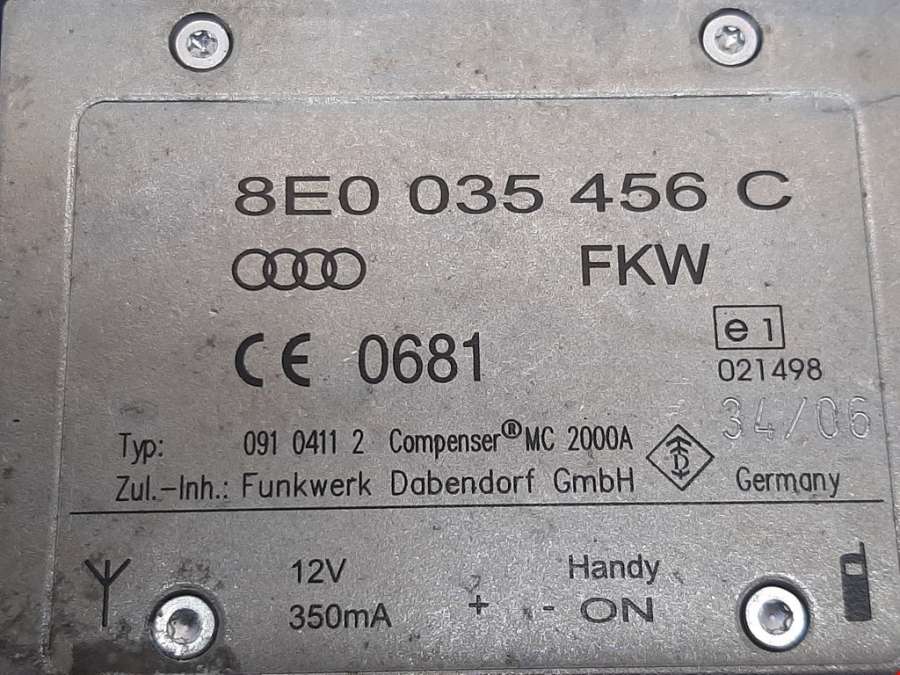 8E0 035 456 C
FKW
CE 0681
e 1
021498
34/06
Typ: 091 0411 2 Compenser® MC 2000A
Zul.-Inh.: Funkwerk Dabendorf GmbH Germany
12V Handy
350mA + - ON